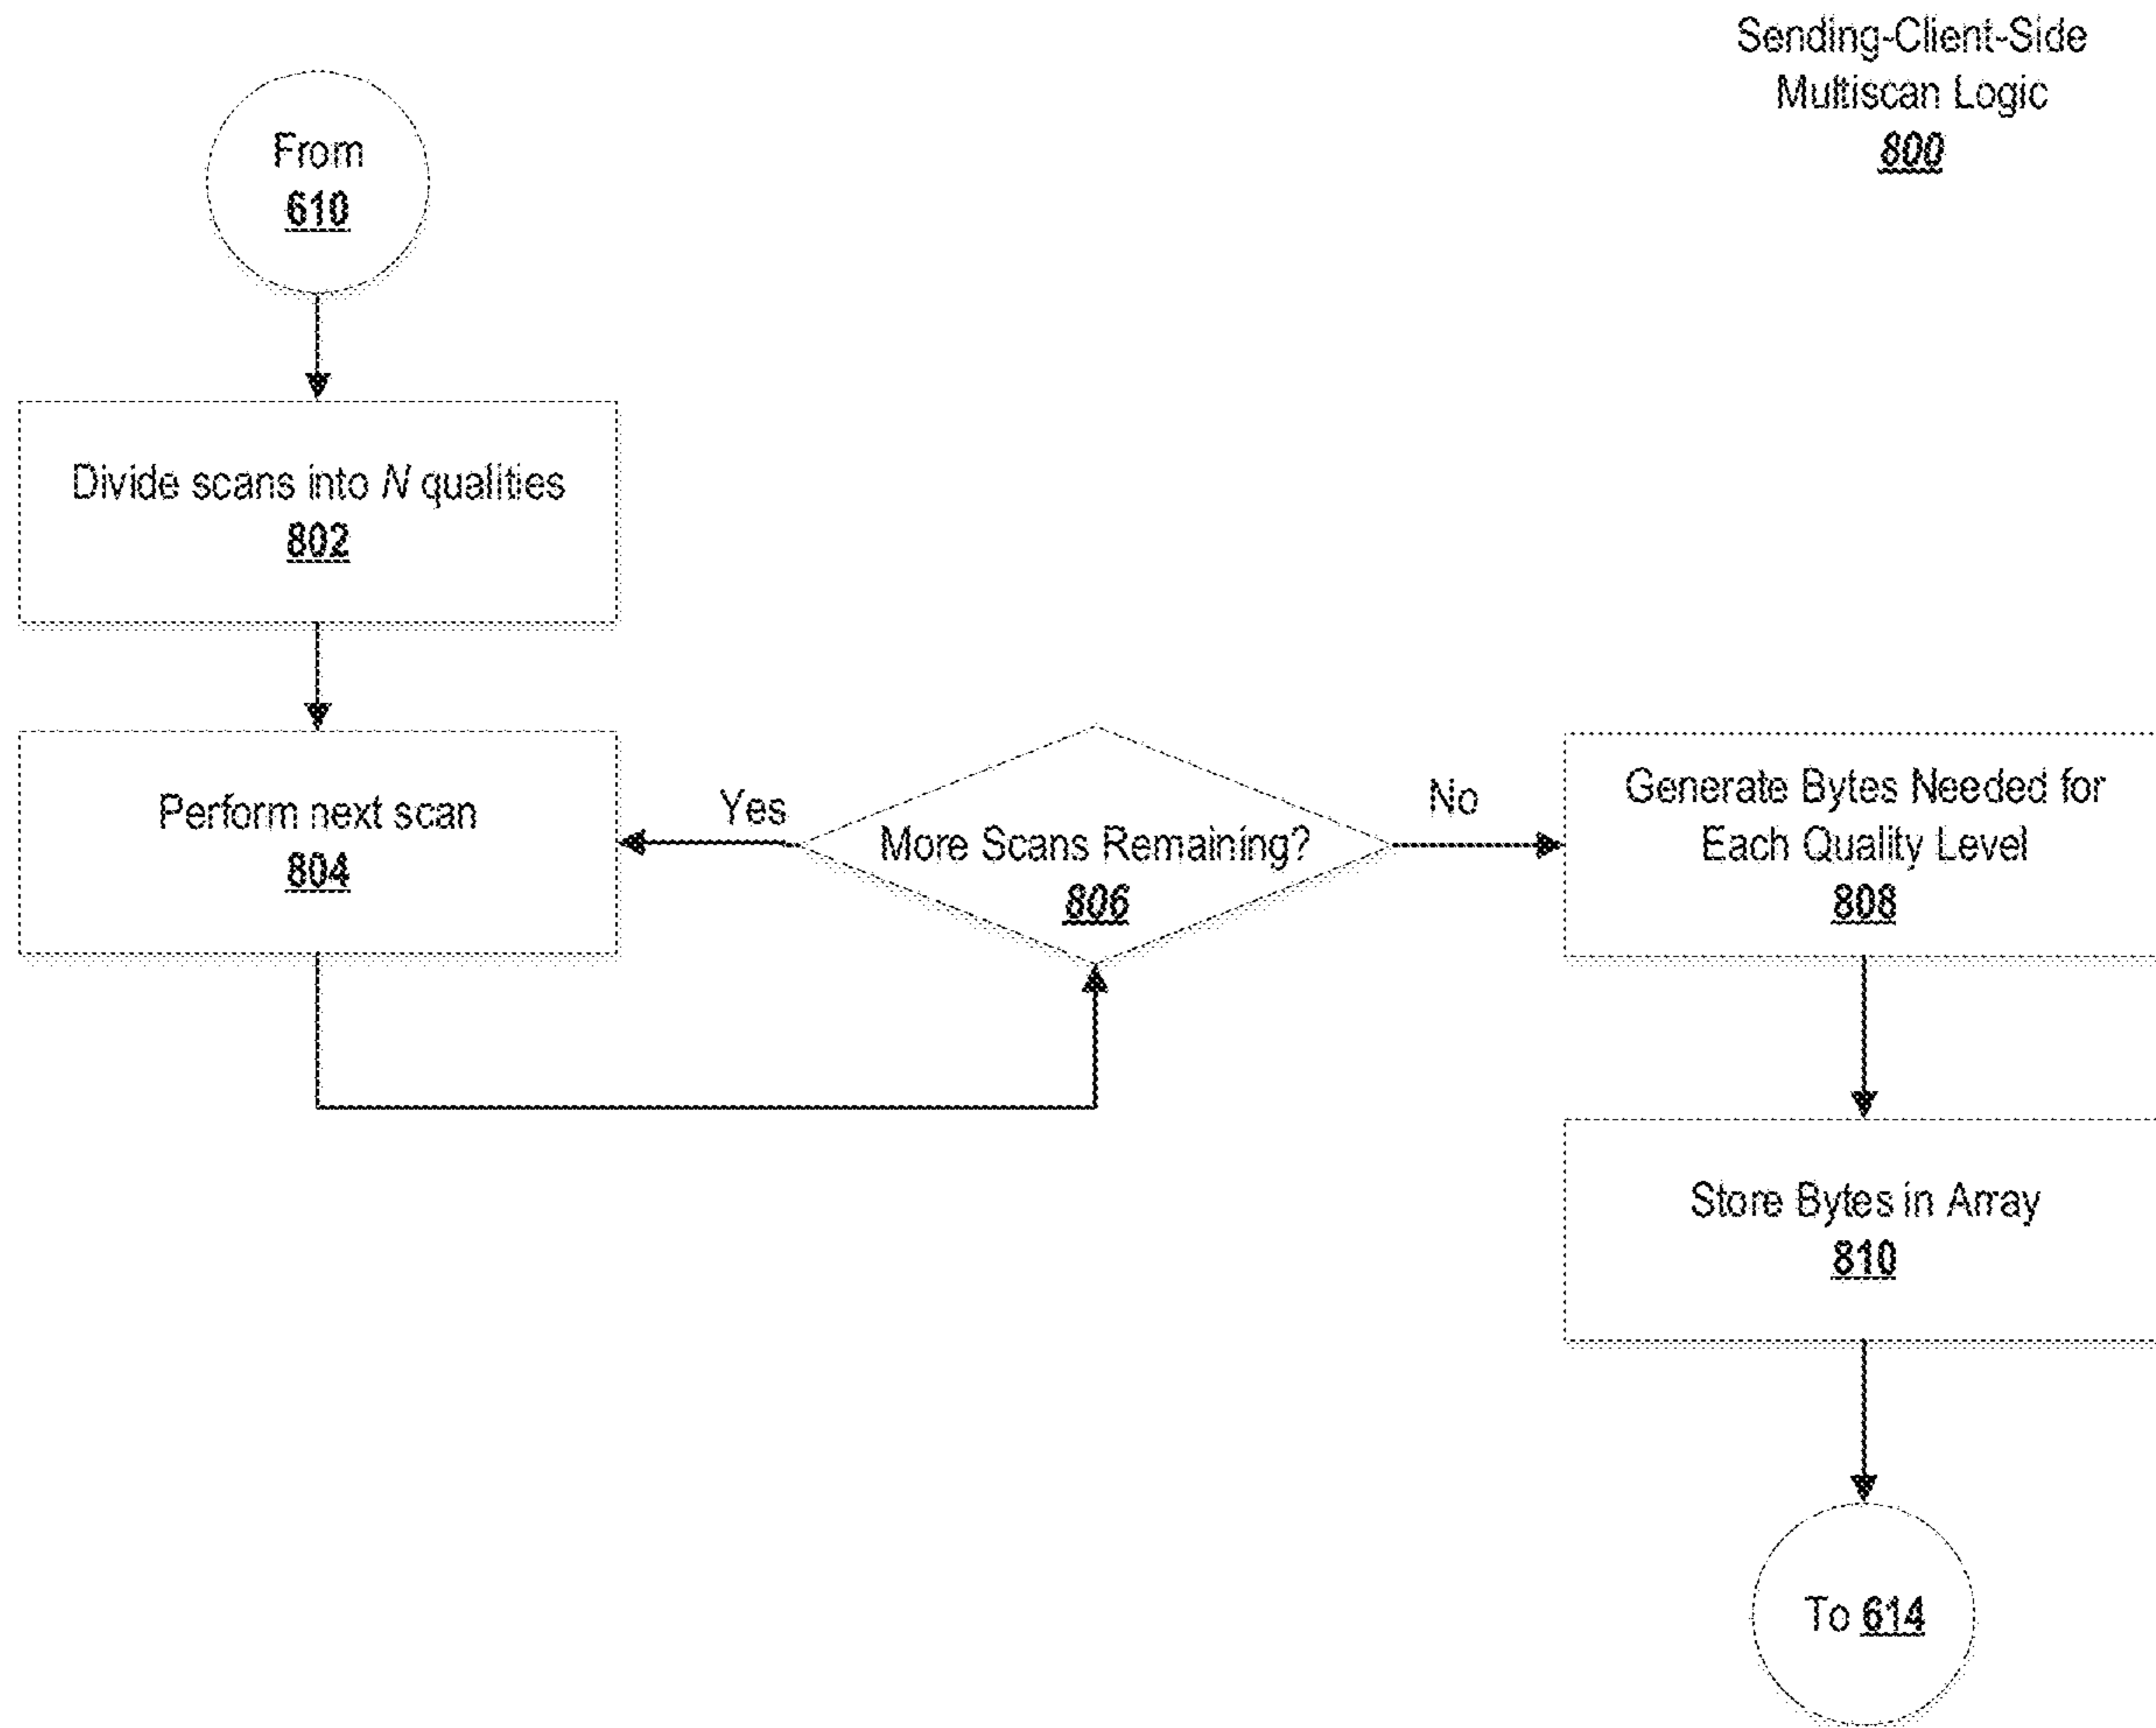 Sending-Client-Side
Multiscan Logic
800
From
610
Divide scans into N qualities
802
Perform next scan
804
Yes
More Scans Remaining?
806
No
Generate Bytes Needed for
Each Quality Level
808
Store Bytes in Array
810
To 614